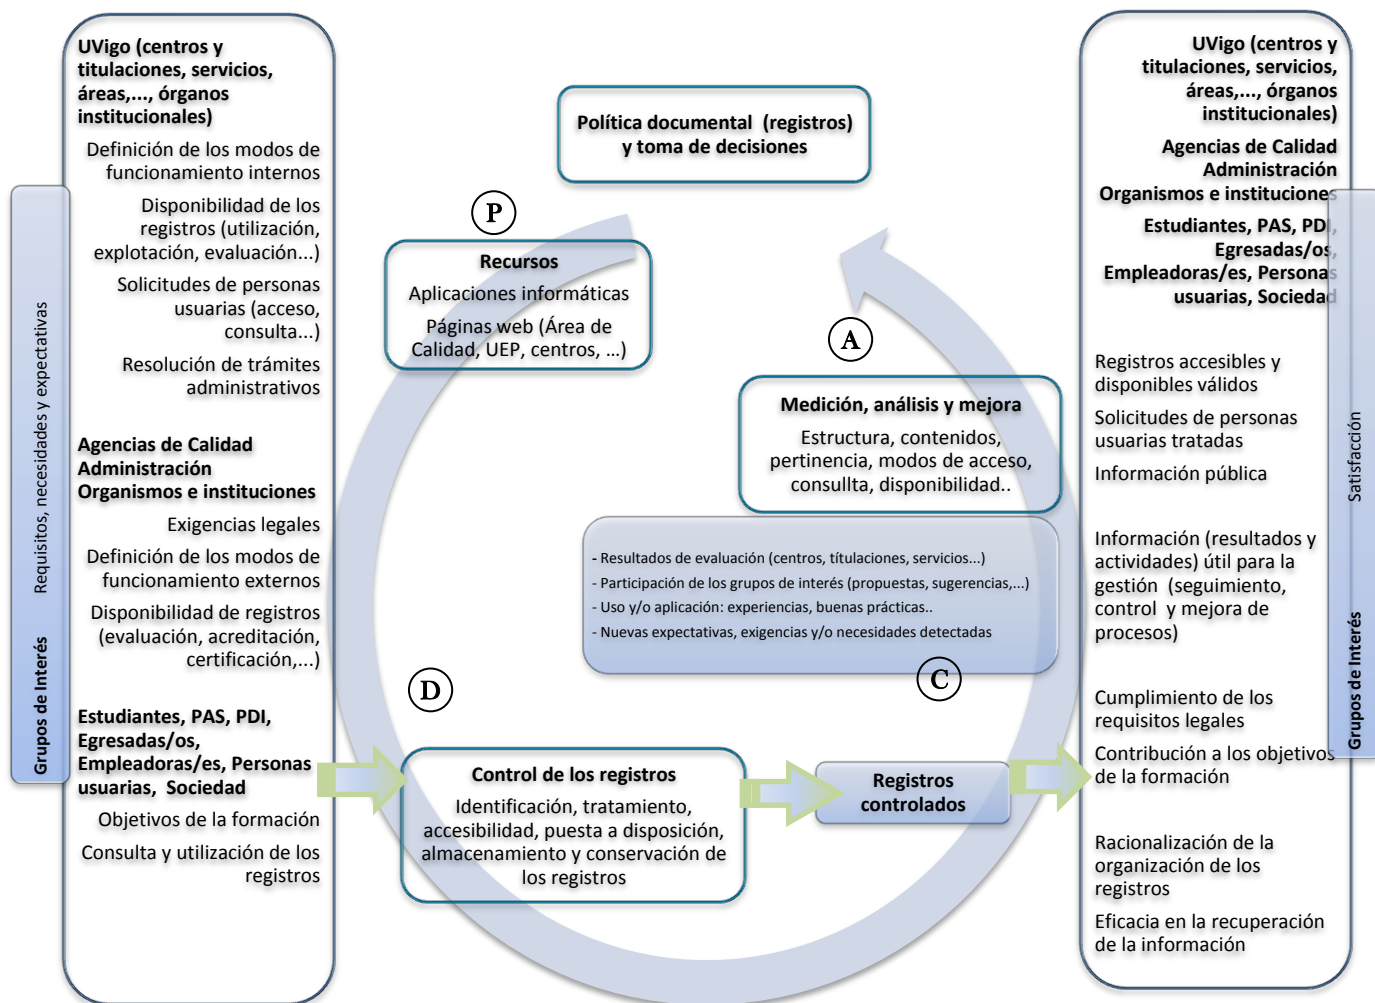 UVigo (centros y
titulaciones, servicios,
áreas,..., órganos
institucionales)
Definición de los modos de
funcionamiento internos
Disponibilidad de los
registros (utilización,
explotación, evaluación...)
Solicitudes de personas
usuarias (acceso,
consulta...)
Resolución de trámites
administrativos
Agencias de Calidad
Administración
Organismos e instituciones
Exigencias legales
Definición de los modos de
funcionamiento externos
Disponibilidad de registros
(evaluación, acreditación,
certificación,...)
Estudiantes, PAS, PDI,
Egresadas/os,
Empleadoras/es, Personas
usuarias, Sociedad
Objetivos de la formación
Consulta y utilización de los
registros
Grupos de Interés
Requisitos, necesidades y expectativas
Política documental (registros)
y toma de decisiones
P
Recursos
Aplicaciones informáticas
Páginas web (Área de
Calidad, UEP, centros, ...)
A
Medición, análisis y mejora
Estructura, contenidos,
pertinencia, modos de acceso,
consullta, disponibilidad..
- Resultados de evaluación (centros, títulaciones, servicios...)
- Participación de los grupos de interés (propuestas, sugerencias,...)
- Uso y/o aplicación: experiencias, buenas prácticas..
- Nuevas expectativas, exigencias y/o necesidades detectadas
D
C
Control de los registros
Identificación, tratamiento,
accesibilidad, puesta a disposición,
almacenamiento y conservación de
los registros
Registros
controlados
UVigo (centros y
titulaciones, servicios,
áreas,..., órganos
institucionales)
Agencias de Calidad
Administración
Organismos e instituciones
Estudiantes, PAS, PDI,
Egresadas/os,
Empleadoras/es, Personas
usuarias, Sociedad
Registros accesibles y
disponibles válidos
Solicitudes de personas
usuarias tratadas
Información pública
Información (resultados y
actividades) útil para la
gestión (seguimiento,
control y mejora de
procesos)
Cumplimiento de los
requisitos legales
Contribución a los objetivos
de la formación
Racionalización de la
organización de los
registros
Eficacia en la recuperación
de la información
Grupos de Interés
Satisfacción